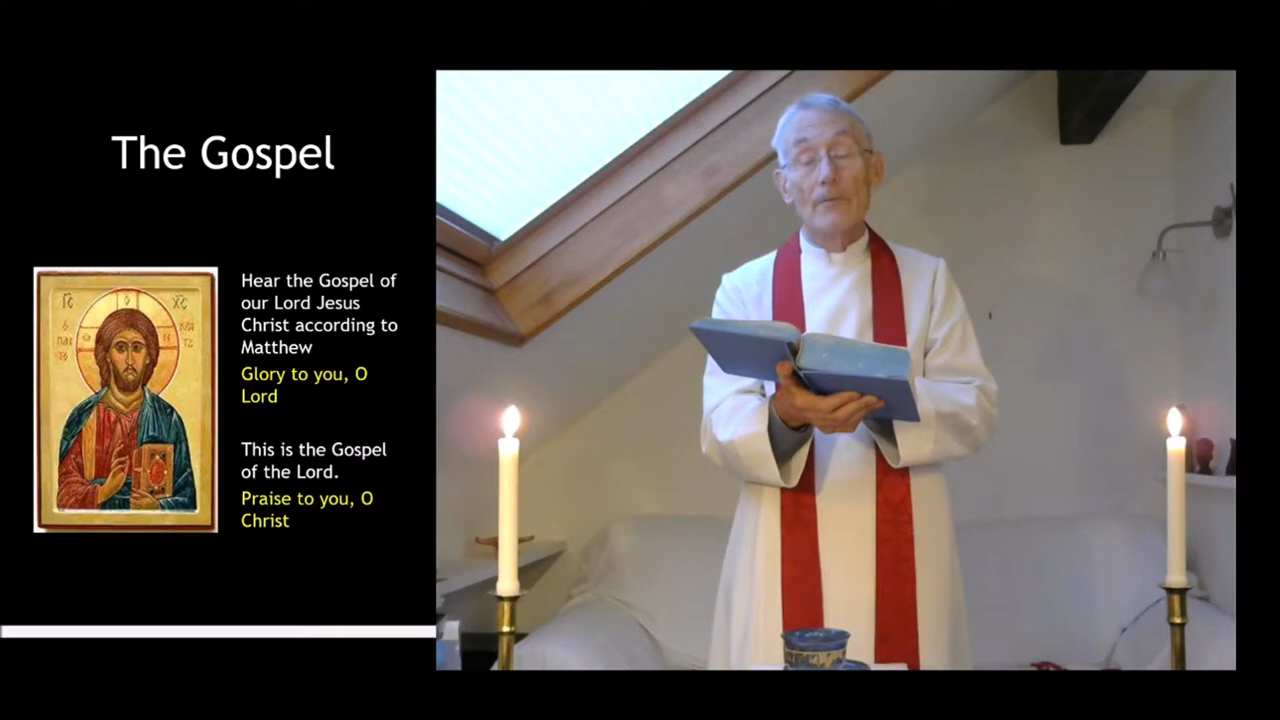 The Gospel
Hear the Gospel of
our Lord Jesus
Christ according to
Matthew
Glory to you, O
Lord
This is the Gospel
of the Lord.
Praise to you, O
Christ